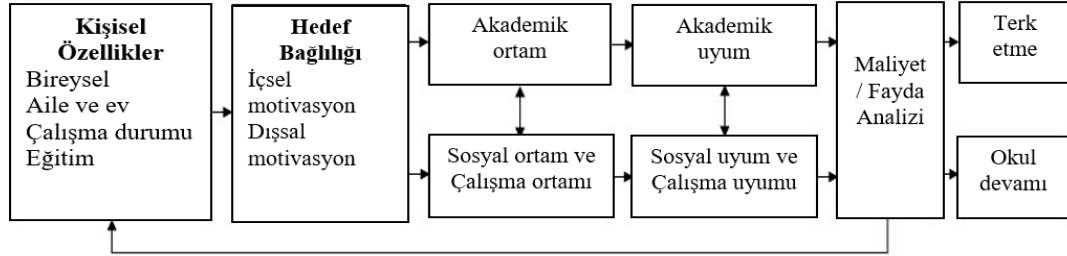 Kişisel
Özellikler
Bireysel
Aile ve ev
Çalışma durumu
Eğitim
Hedef
Bağlılığı
İçsel
motivasyon
Dışsal
motivasyon
Akademik
ortam
Sosyal ortam ve
Çalışma ortamı
Akademik
uyum
Sosyal uyum ve
Çalışma uyumu
Maliyet
/ Fayda
Analizi
Terk
etme
Okul
devamı